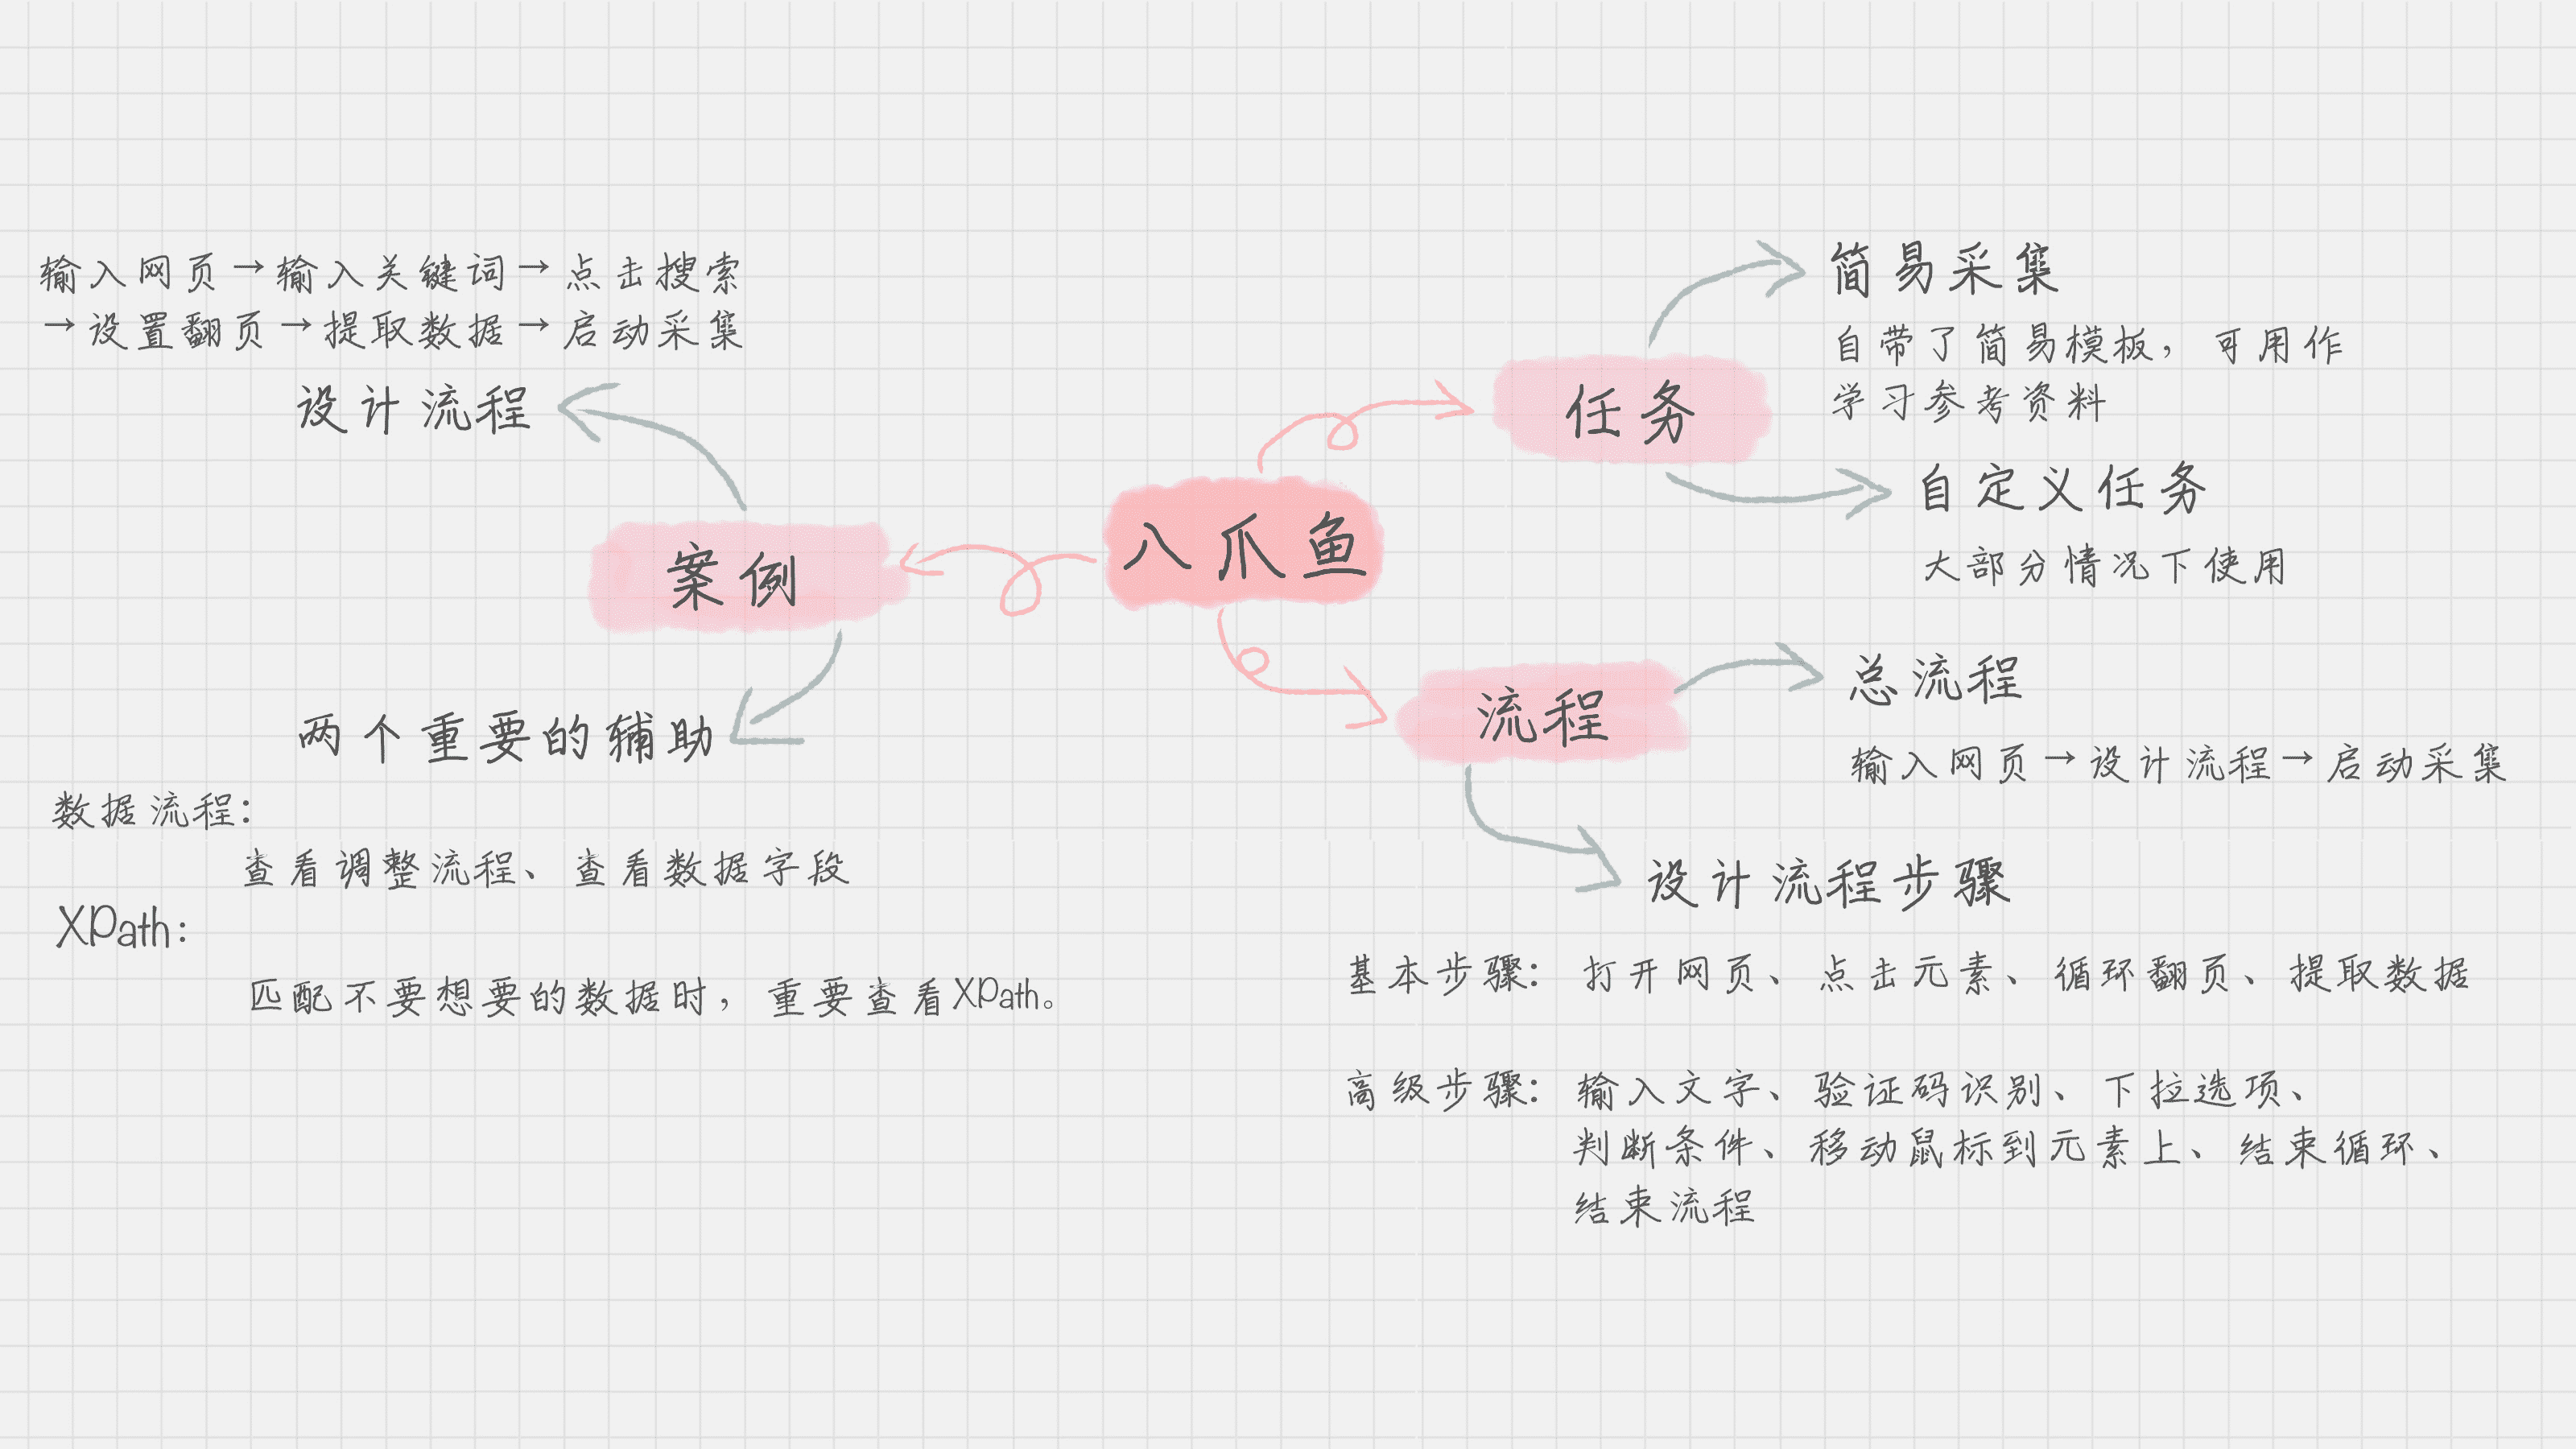 八爪鱼
任务
简易采集
自带了简易模板，可用作
学习参考资料
自定义任务
大部分情况下使用
流程
总流程
输入网页→设计流程→启动采集
设计流程步骤
基本步骤：打开网页、点击元素、循环翻页、提取数据
高级步骤：输入文字、验证码识别、下拉选项、
判断条件、移动鼠标到元素上、结束循环、
结束流程
案例
输入网页→输入关键词→点击搜索
→设置翻页→提取数据→启动采集
设计流程
两个重要的辅助
数据流程：
查看调整流程、查看数据字段
XPath：
匹配不要想要的数据时，重要查看XPath。